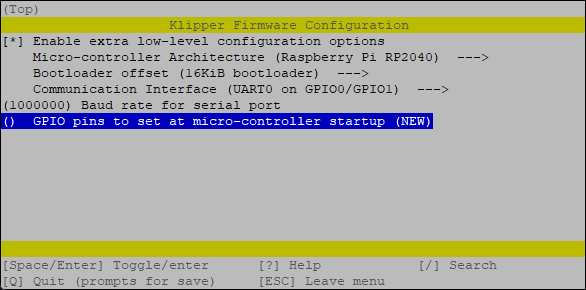 (Top)
Klipper Firmware Configuration
[*] Enable extra low-level configuration options
Micro-controller Architecture (Raspberry Pi RP2040)  --->
Bootloader offset (16KiB bootloader)  --->
Communication Interface (UART0 on GPIO0/GPIO1)  --->
(1000000) Baud rate for serial port
()  GPIO pins to set at micro-controller startup (NEW)
[Space/Enter] Toggle/enter [?] Help [/] Search
[Q] Quit (prompts for save) [ESC] Leave menu